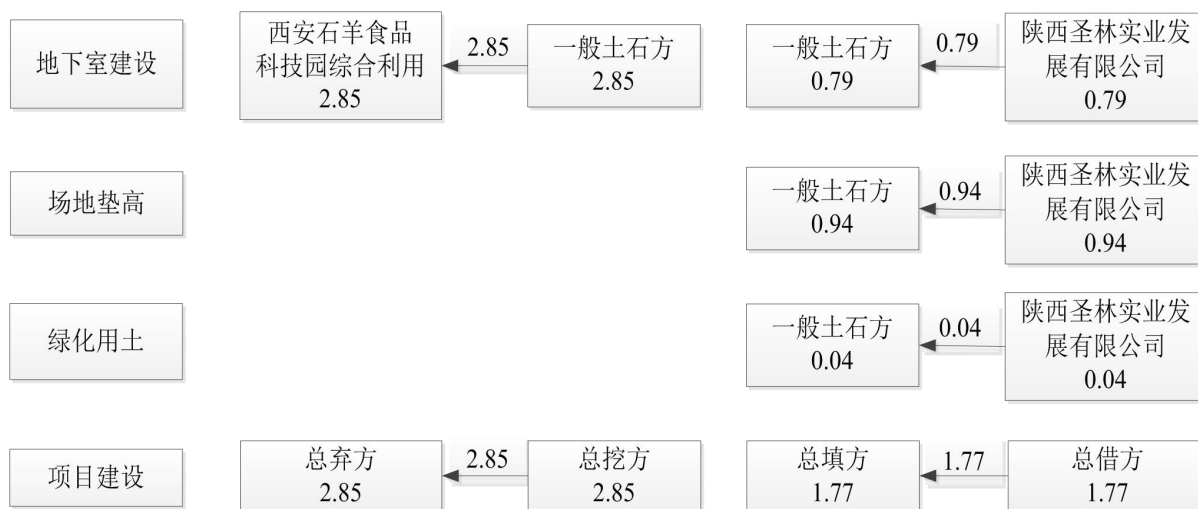 地下室建设
西安石羊食品
科技园综合利用
2.85
2.85
一般土石方
2.85
一般土石方
0.79
0.79
陕西圣林实业发
展有限公司
0.79
场地垫高
一般土石方
0.94
0.94
陕西圣林实业发
展有限公司
0.94
绿化用土
一般土石方
0.04
0.04
陕西圣林实业发
展有限公司
0.04
项目建设
总弃方
2.85
2.85
总挖方
2.85
总填方
1.77
1.77
总借方
1.77